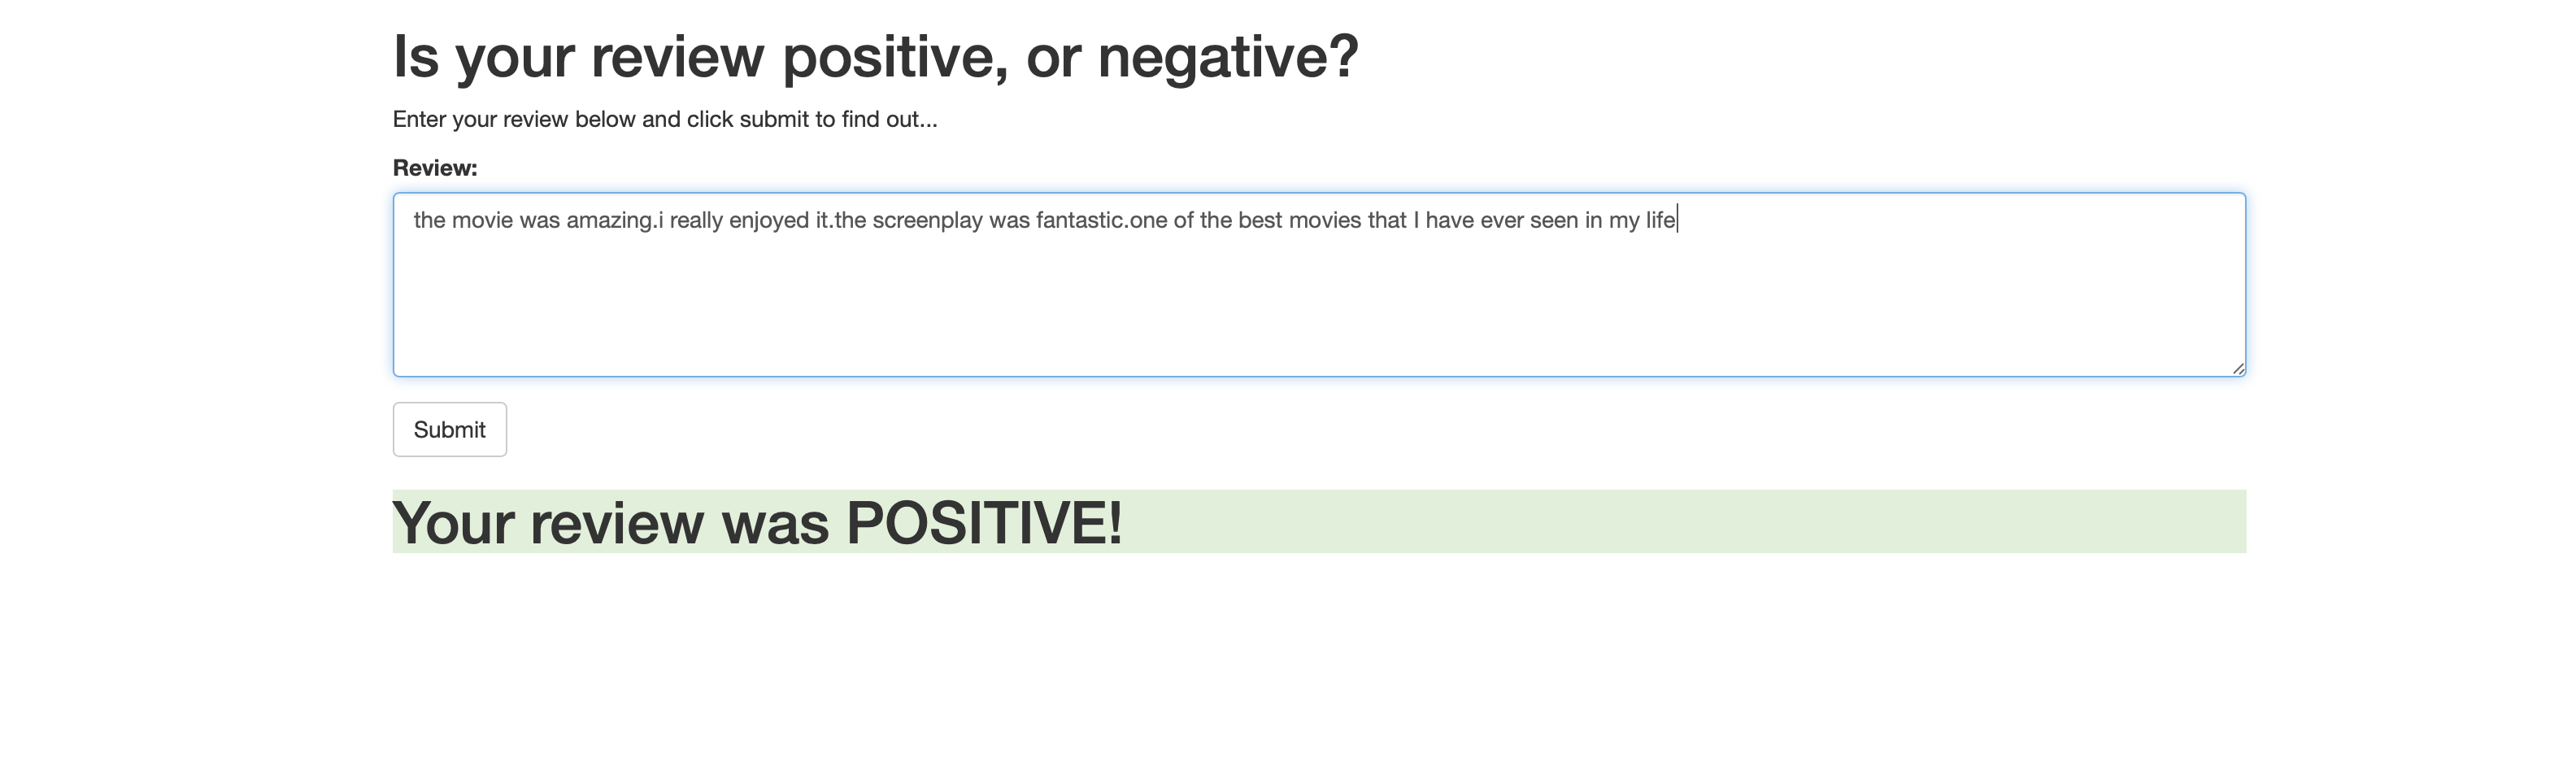 Is your review positive, or negative?
Enter your review below and click submit to find out...
Review:
the movie was amazing.i really enjoyed it.the screenplay was fantastic.one of the best movies that I have ever seen in my life
Submit
Your review was POSITIVE!